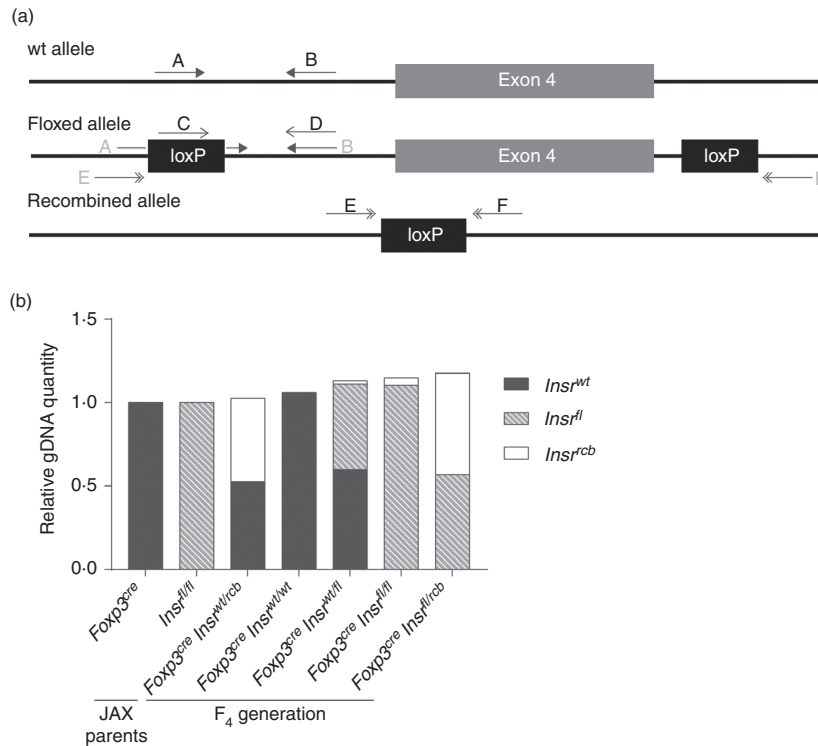 (a)
wt allele
A
B
Exon 4
Floxed allele
C
D
A
loxP
B
Exon 4
loxP
E
Recombined allele
E
F
loxP
(b)
Relative gDNA quantity
1·5
1·0
0·5
0·0
Insr^wt
Insr^fl
Insr^rcb
Foxp3^cre
Insr^fl/fl
Foxp3^cre Insr^wt/rcb
Foxp3^cre Insr^wt/wt
Foxp3^cre Insr^wt/fl
Foxp3^cre Insr^fl/fl
Foxp3^cre Insr^fl/rcb
JAX
parents
F₄ generation